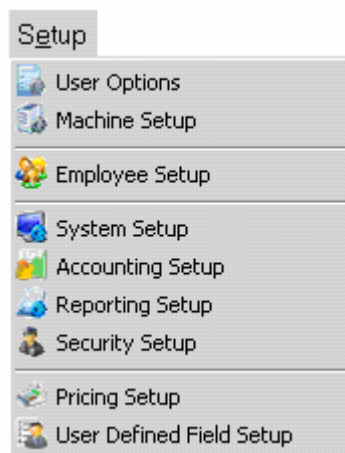 Setup
User Options
Machine Setup
Employee Setup
System Setup
Accounting Setup
Reporting Setup
Security Setup
Pricing Setup
User Defined Field Setup